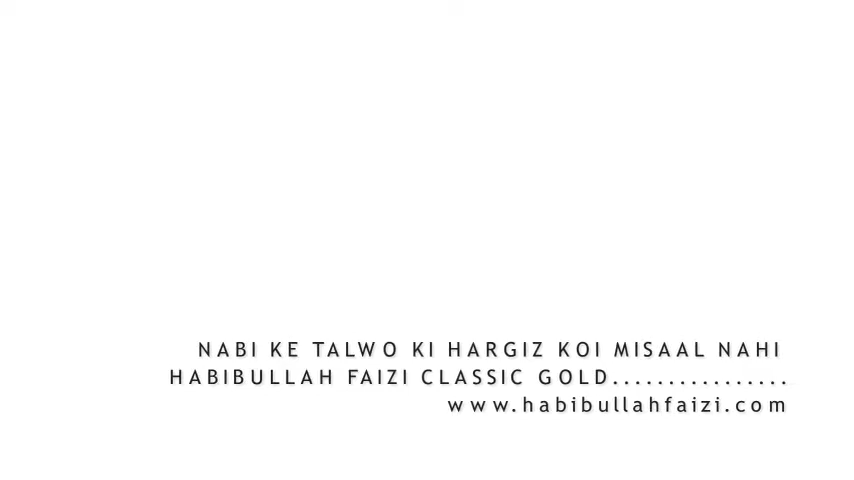 NABI KE TALWO KI HARGIZ KOI MISAAL NAHI
HABIBULLAH FAIZI CLASSIC GOLD................
www.habibullahfaizi.com